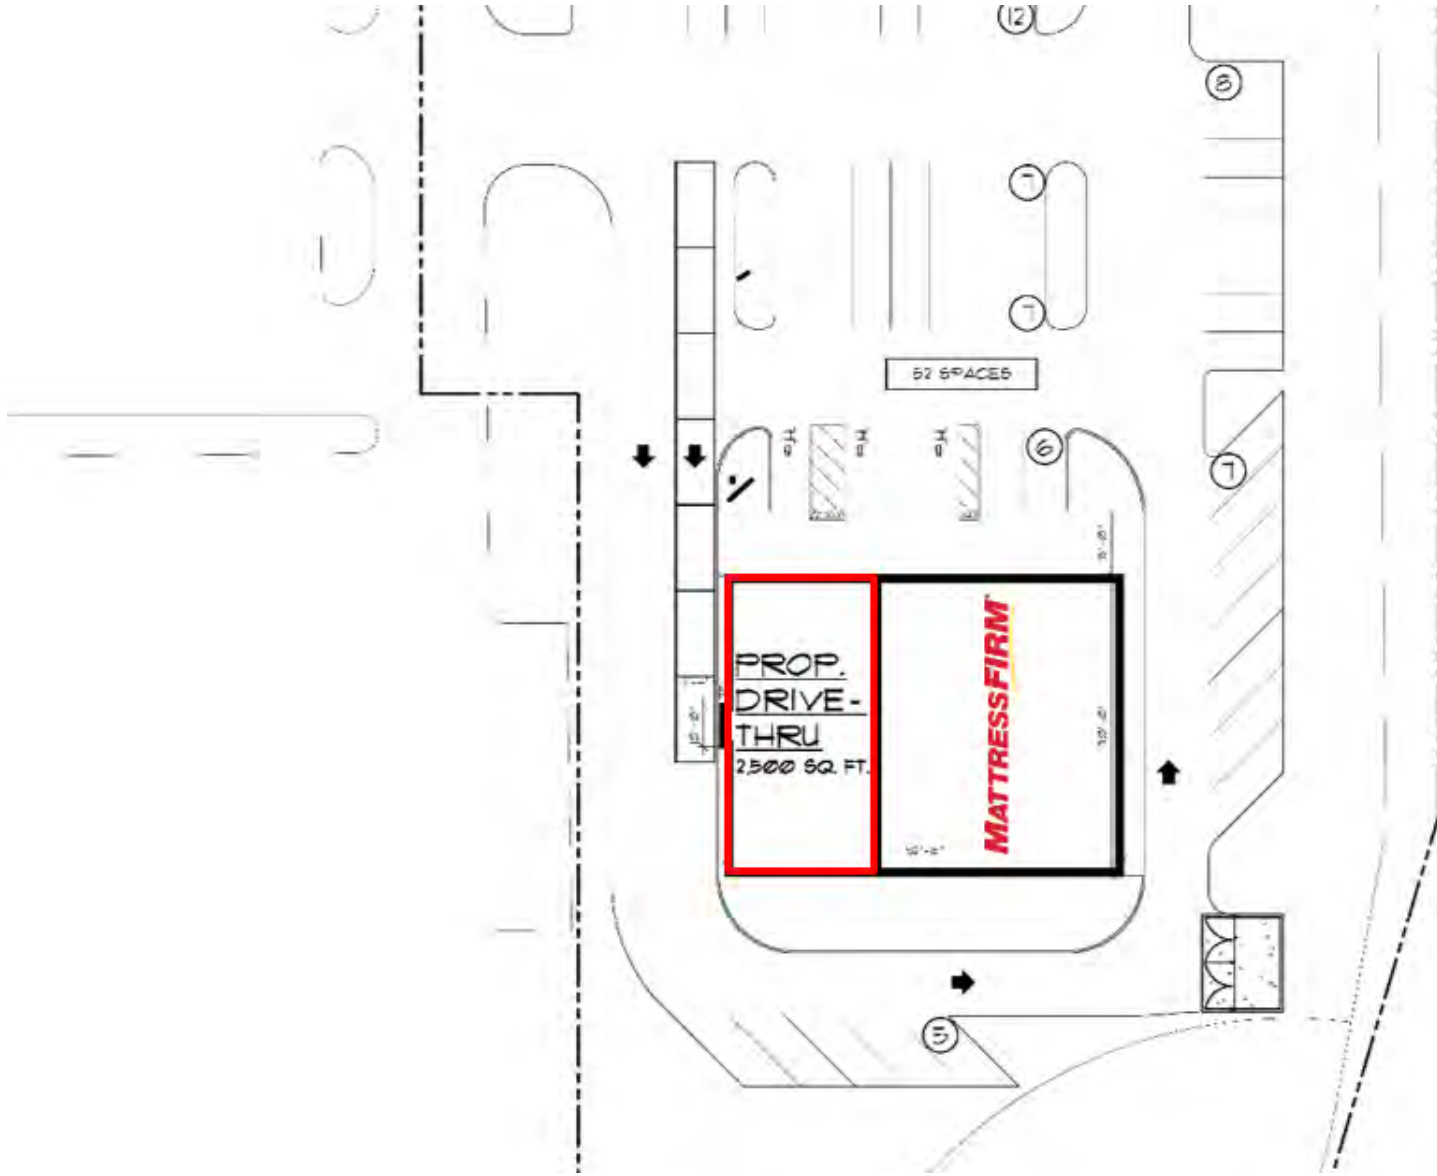 12
8
7
7
52 SPACES
6
7
PROP.
DRIVE-
THRU
2,500 SQ. FT.
MATTRESSFIRM
5